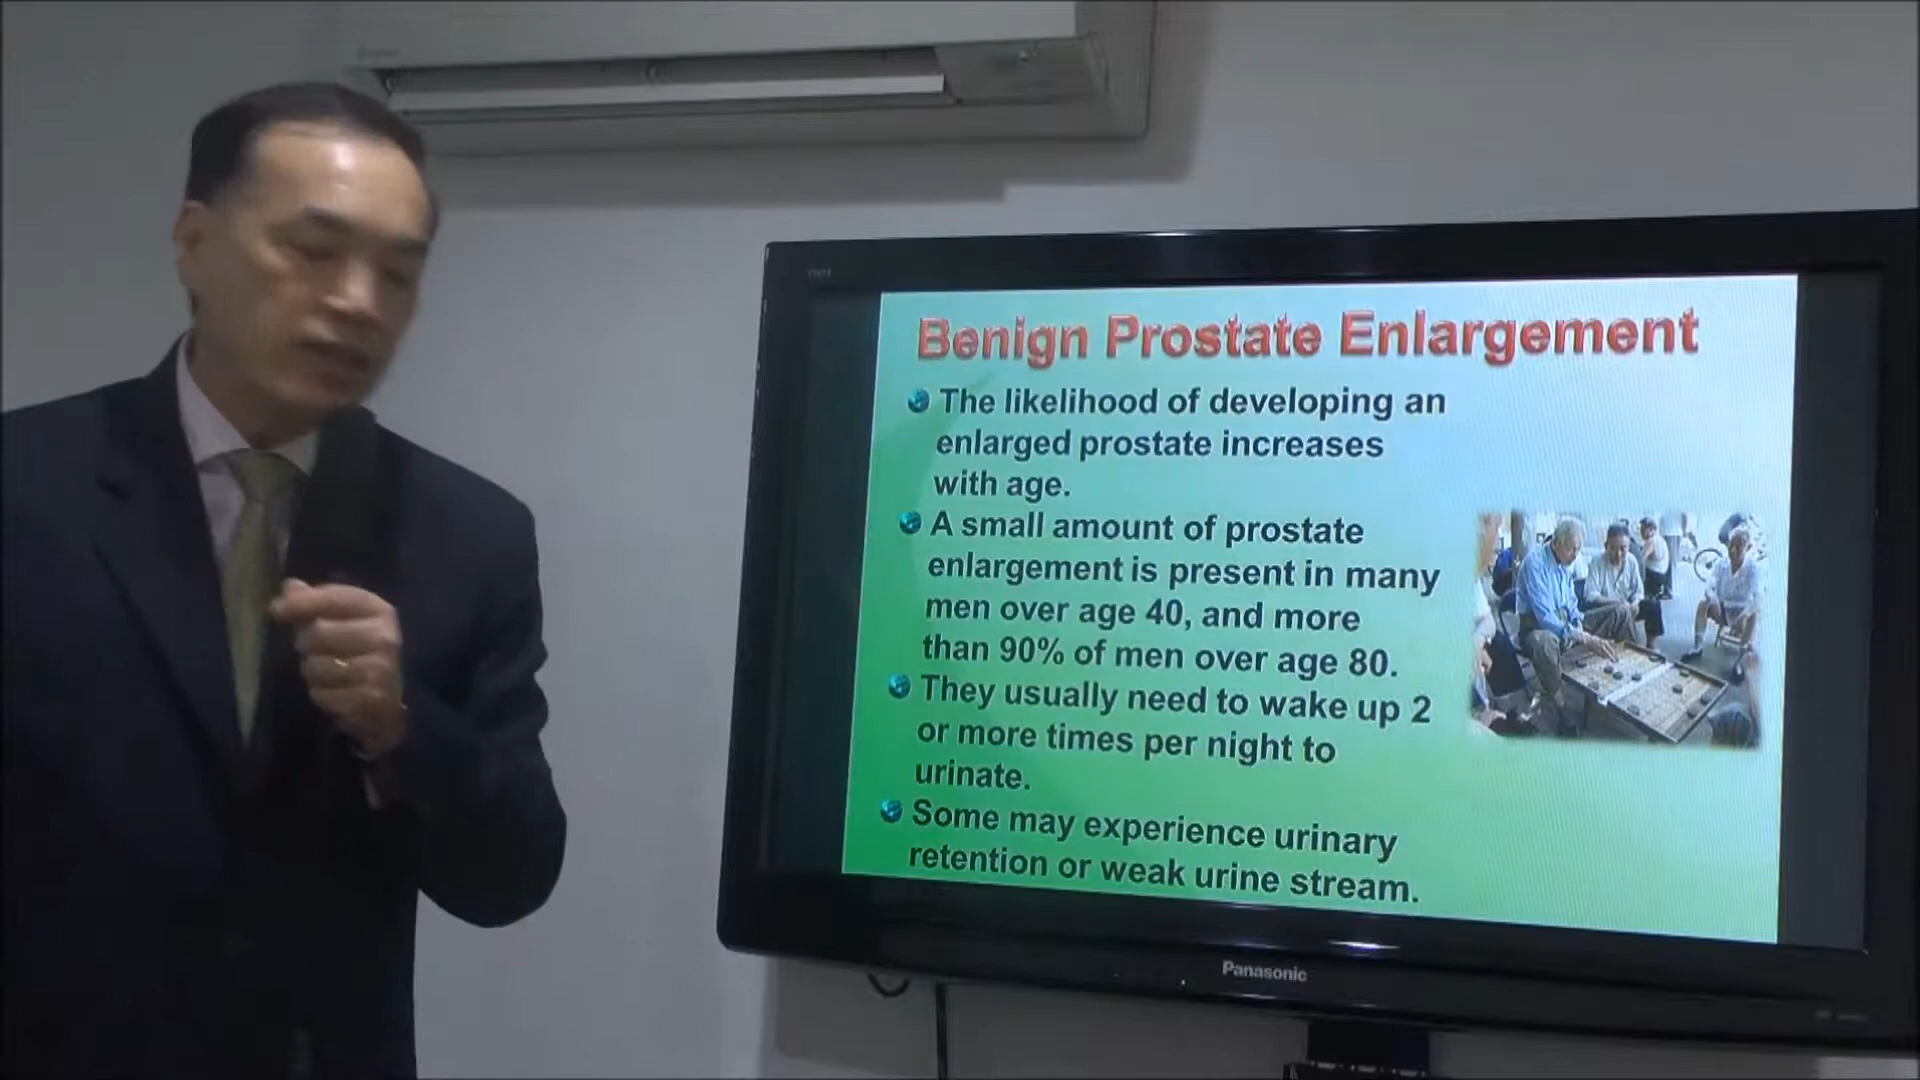 Benign Prostate Enlargement
The likelihood of developing an
enlarged prostate increases
with age.
A small amount of prostate
enlargement is present in many
men over age 40, and more
than 90% of men over age 80.
They usually need to wake up 2
or more times per night to
urinate.
Some may experience urinary
retention or weak urine stream.
Panasonic